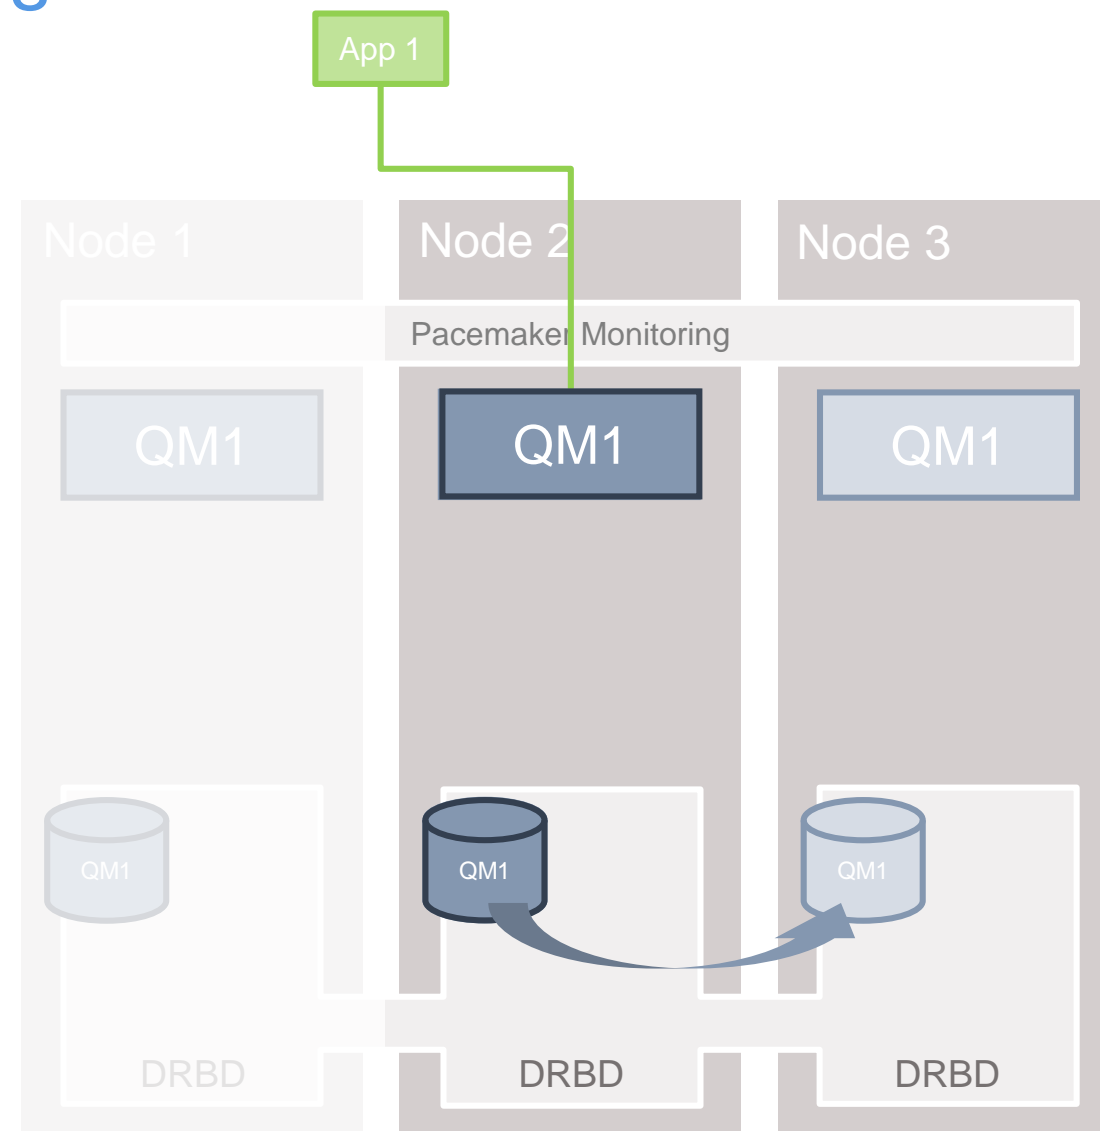 App 1
Node 1
Node 2
Node 3
Pacemaker Monitoring
QM1
QM1
QM1
QM1
QM1
QM1
DRBD
DRBD
DRBD